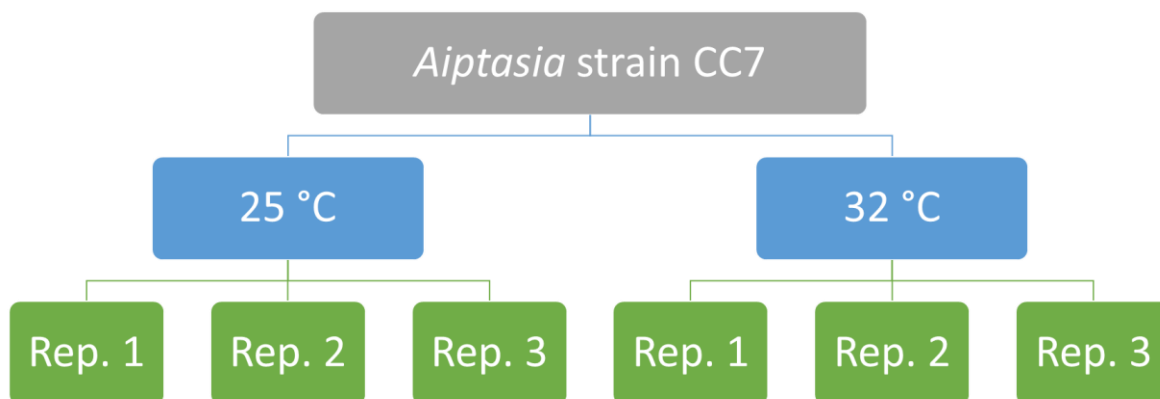 Aiptasia strain CC7
25 °C
32 °C
Rep. 1
Rep. 2
Rep. 3
Rep. 1
Rep. 2
Rep. 3